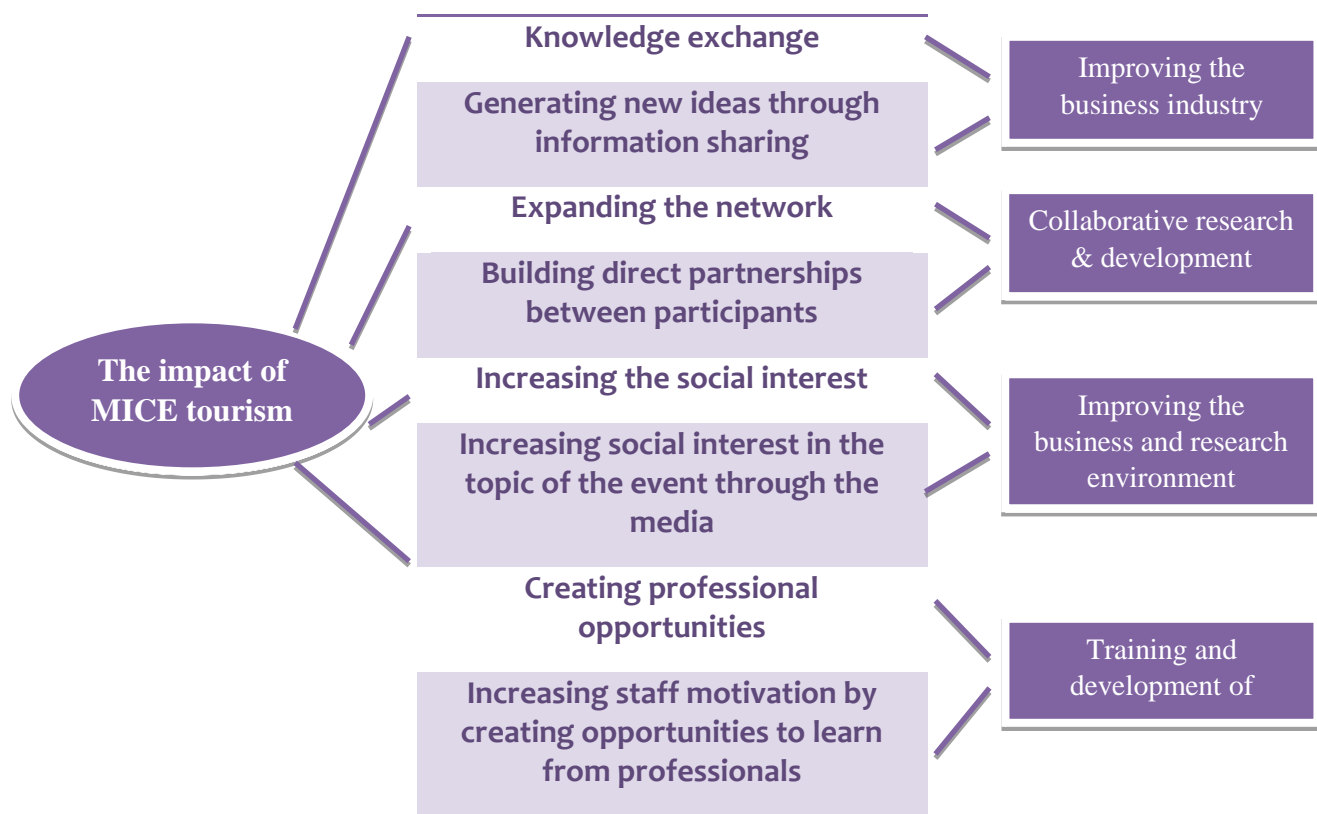 The impact of
MICE tourism
Knowledge exchange
Generating new ideas through
information sharing
Expanding the network
Building direct partnerships
between participants
Increasing the social interest
Increasing social interest in the
topic of the event through the
media
Creating professional
opportunities
Increasing staff motivation by
creating opportunities to learn
from professionals
Improving the
business industry
Collaborative research
& development
Improving the
business and research
environment
Training and
development of